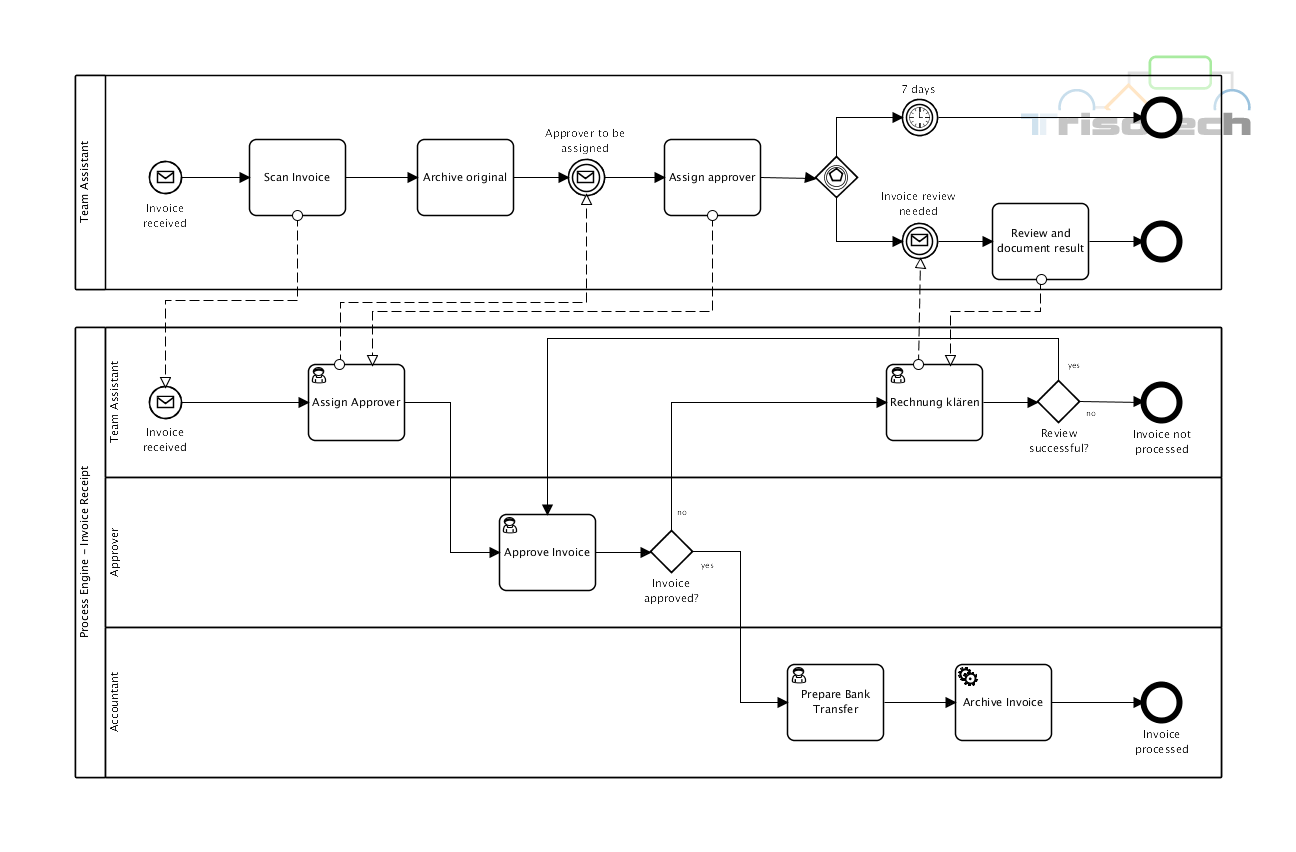 Trisotech
7 days
Approver to be
assigned
Team Assistant
Scan Invoice
Archive original
Assign approver
Invoice
received
Invoice review
needed
Review and
document result
Process Engine - Invoice Receipt
Team Assistant
Invoice
received
Assign Approver
Rechnung klären
yes
no
Review
successful?
Invoice not
processed
Approver
Approve Invoice
no
yes
Invoice
approved?
Accountant
Prepare Bank
Transfer
Archive Invoice
Invoice
processed